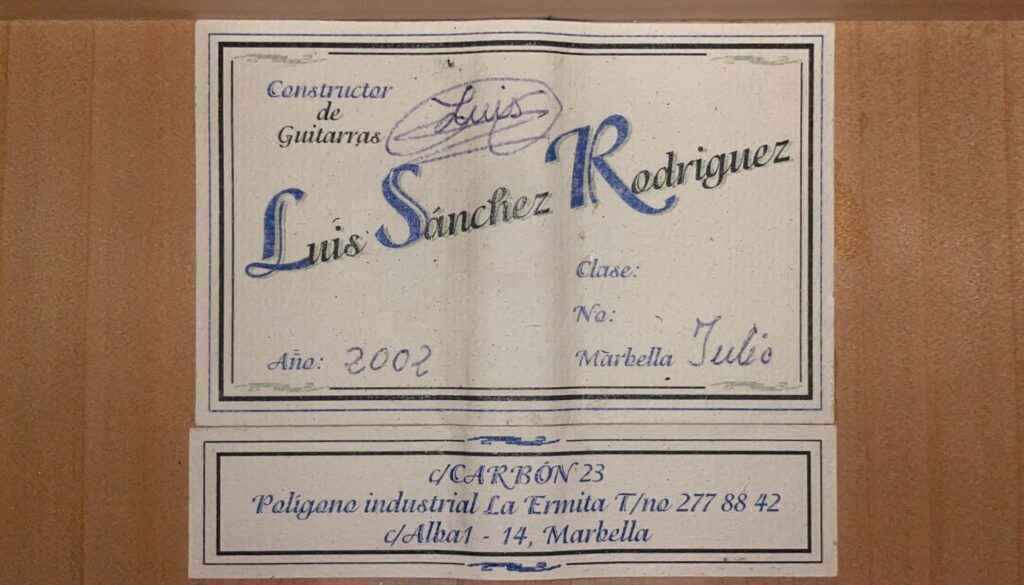 Constructor
de
Guitarras
Luis
Luis Sánchez Rodriguez
Clase:
No:
Año: 2002
Marbella Julio
c/CARBÓN 23
Polígono industrial La Ermita T/no 277 88 42
c/Alba1 - 14, Marbella